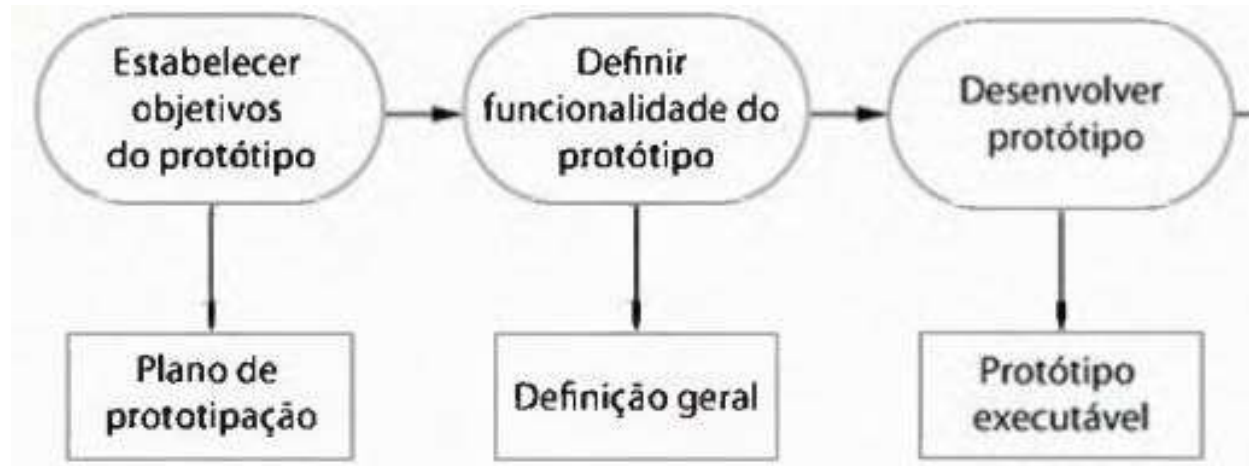 Estabelecer
objetivos
do protótipo
Definir
funcionalidade do
protótipo
Desenvolver
protótipo
Plano de
prototipação
Definição geral
Protótipo
executável